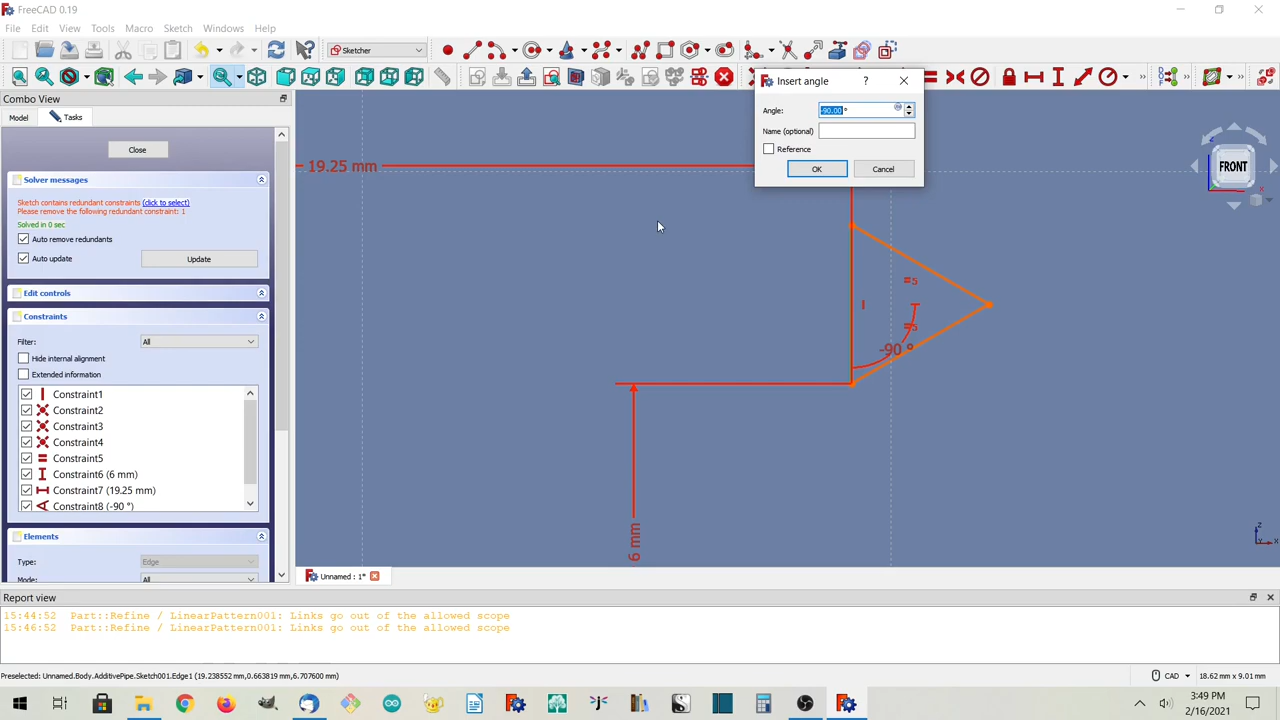 FreeCAD 0.19
File Edit View Tools Macro Sketch Windows Help
Sketcher
Combo View
Model Tasks
Close
Solver messages
Sketch contains redundant constraints (click to select)
Please remove the following redundant constraint: 1
Solved in 0 sec
Auto remove redundants
Auto update Update
Edit controls
Constraints
Filter: All
Hide internal alignment
Extended information
Constraint1
Constraint2
Constraint3
Constraint4
Constraint5
Constraint6 (6 mm)
Constraint7 (19.25 mm)
Constraint8 (-90 °)
Elements
Type: Edge
Mode: All
Insert angle ?
Angle: -90.00 °
Name (optional)
Reference
OK Cancel
19.25 mm
5
5
-90 °
6 mm
FRONT
Z
X
Unnamed : 1*
Report view
15:44:52 Part::Refine / LinearPattern001: Links go out of the allowed scope
15:46:52 Part::Refine / LinearPattern001: Links go out of the allowed scope
Preselected: Unnamed.Body.AdditivePipe.Sketch001.Edge1 (19.238552 mm,0.663819 mm,6.707600 mm)
CAD 18.62 mm x 9.01 mm
3:49 PM
2/16/2021